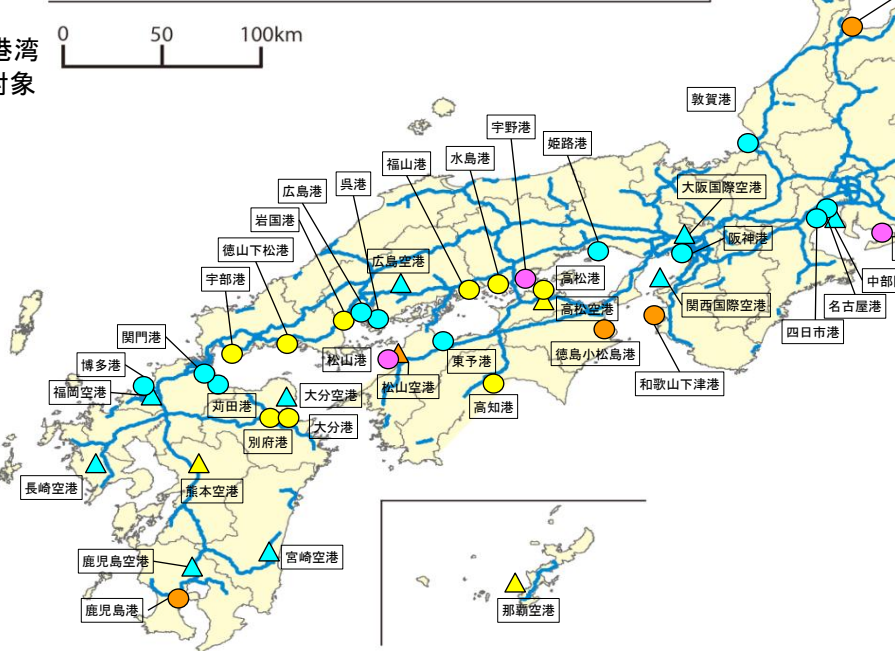 0 50 100km
港湾
対象
敦賀港
宇野港
姫路港
水島港
福山港
呉港
広島港
大阪国際空港
岩国港
阪神港
徳山下松港
広島空港
宇部港
高松港
中部
関西国際空港
高松空港
名古屋港
四日市港
関門港
松山港
東予港
徳島小松島港
博多港
松山空港
和歌山下津港
福岡空港
大分空港
苅田港
高知港
大分港
別府港
長崎空港
熊本空港
宮崎空港
鹿児島空港
鹿児島港
那覇空港